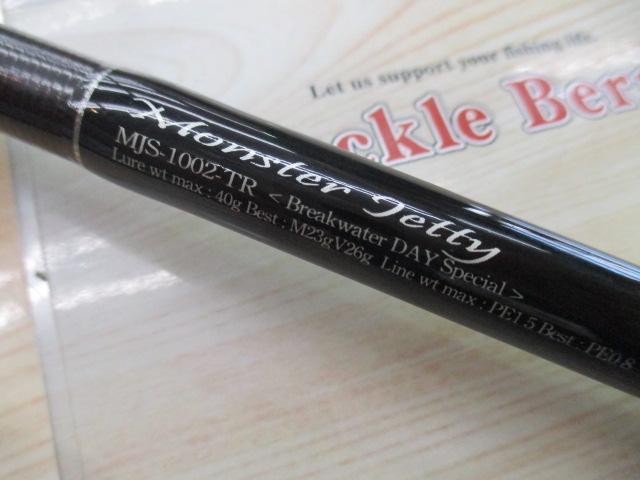 Let us support your fishing life.
ckle Ber
Monster Jetty
MJS-1002-TR < Breakwater DAY Special >
Lure wt max : 40g Best : M23gV26g Line wt max : PE1.5 Best : PE0.8